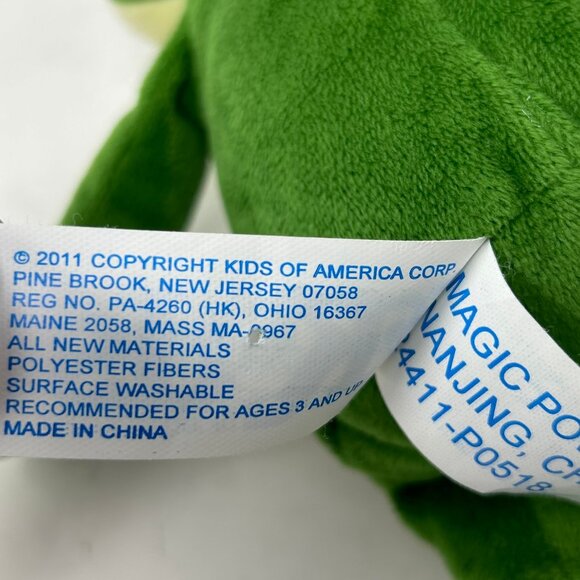 © 2011 COPYRIGHT KIDS OF AMERICA CORP
PINE BROOK, NEW JERSEY 07058
REG NO. PA-4260 (HK), OHIO 16367
MAINE 2058, MASS MA-0967
ALL NEW MATERIALS
POLYESTER FIBERS
SURFACE WASHABLE
RECOMMENDED FOR AGES 3 AND UP
MADE IN CHINA
MAGIC
NANJING,
4411-P0518